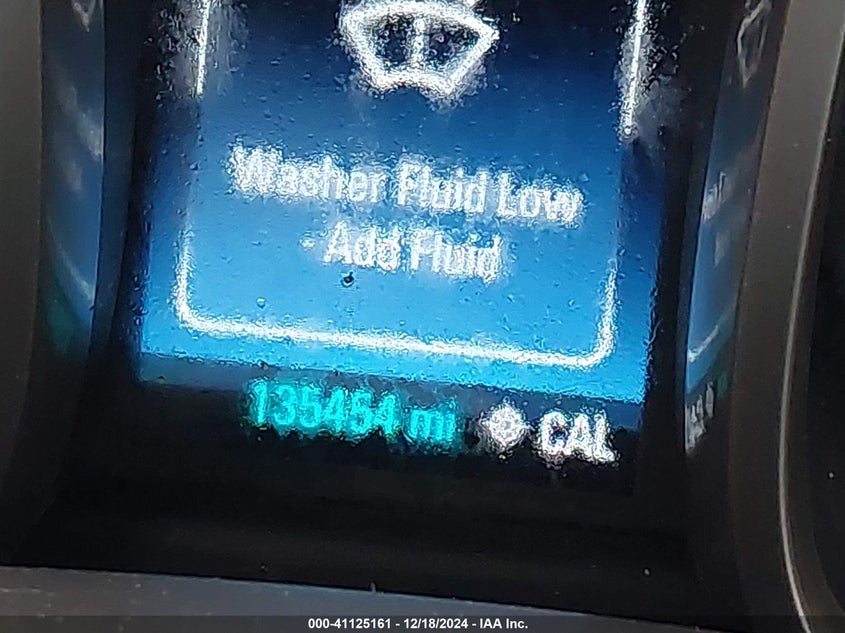 Washer Fluid Low
- Add Fluid
135454 mi CAL
000-41125161 - 12/18/2024 - IAA Inc.